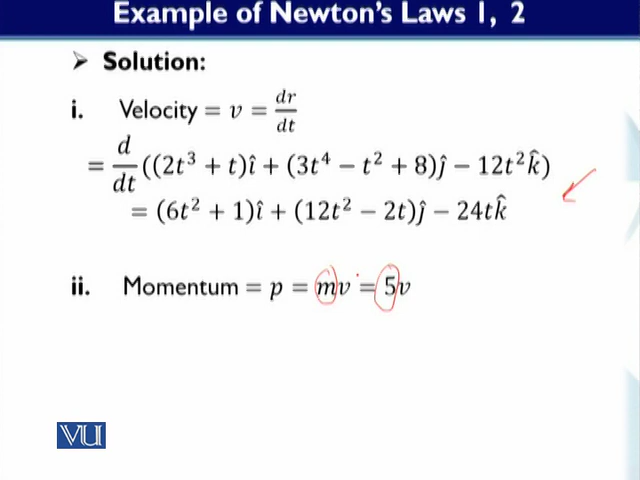 Example of Newton's Laws 1, 2
➤ Solution:
i. Velocity = v = dr/dt
= d/dt((2t³ + t)î + (3t⁴ − t² + 8)ĵ − 12t²k̂)
= (6t² + 1)î + (12t² − 2t)ĵ − 24tk̂
ii. Momentum = p = mv = 5v
VU